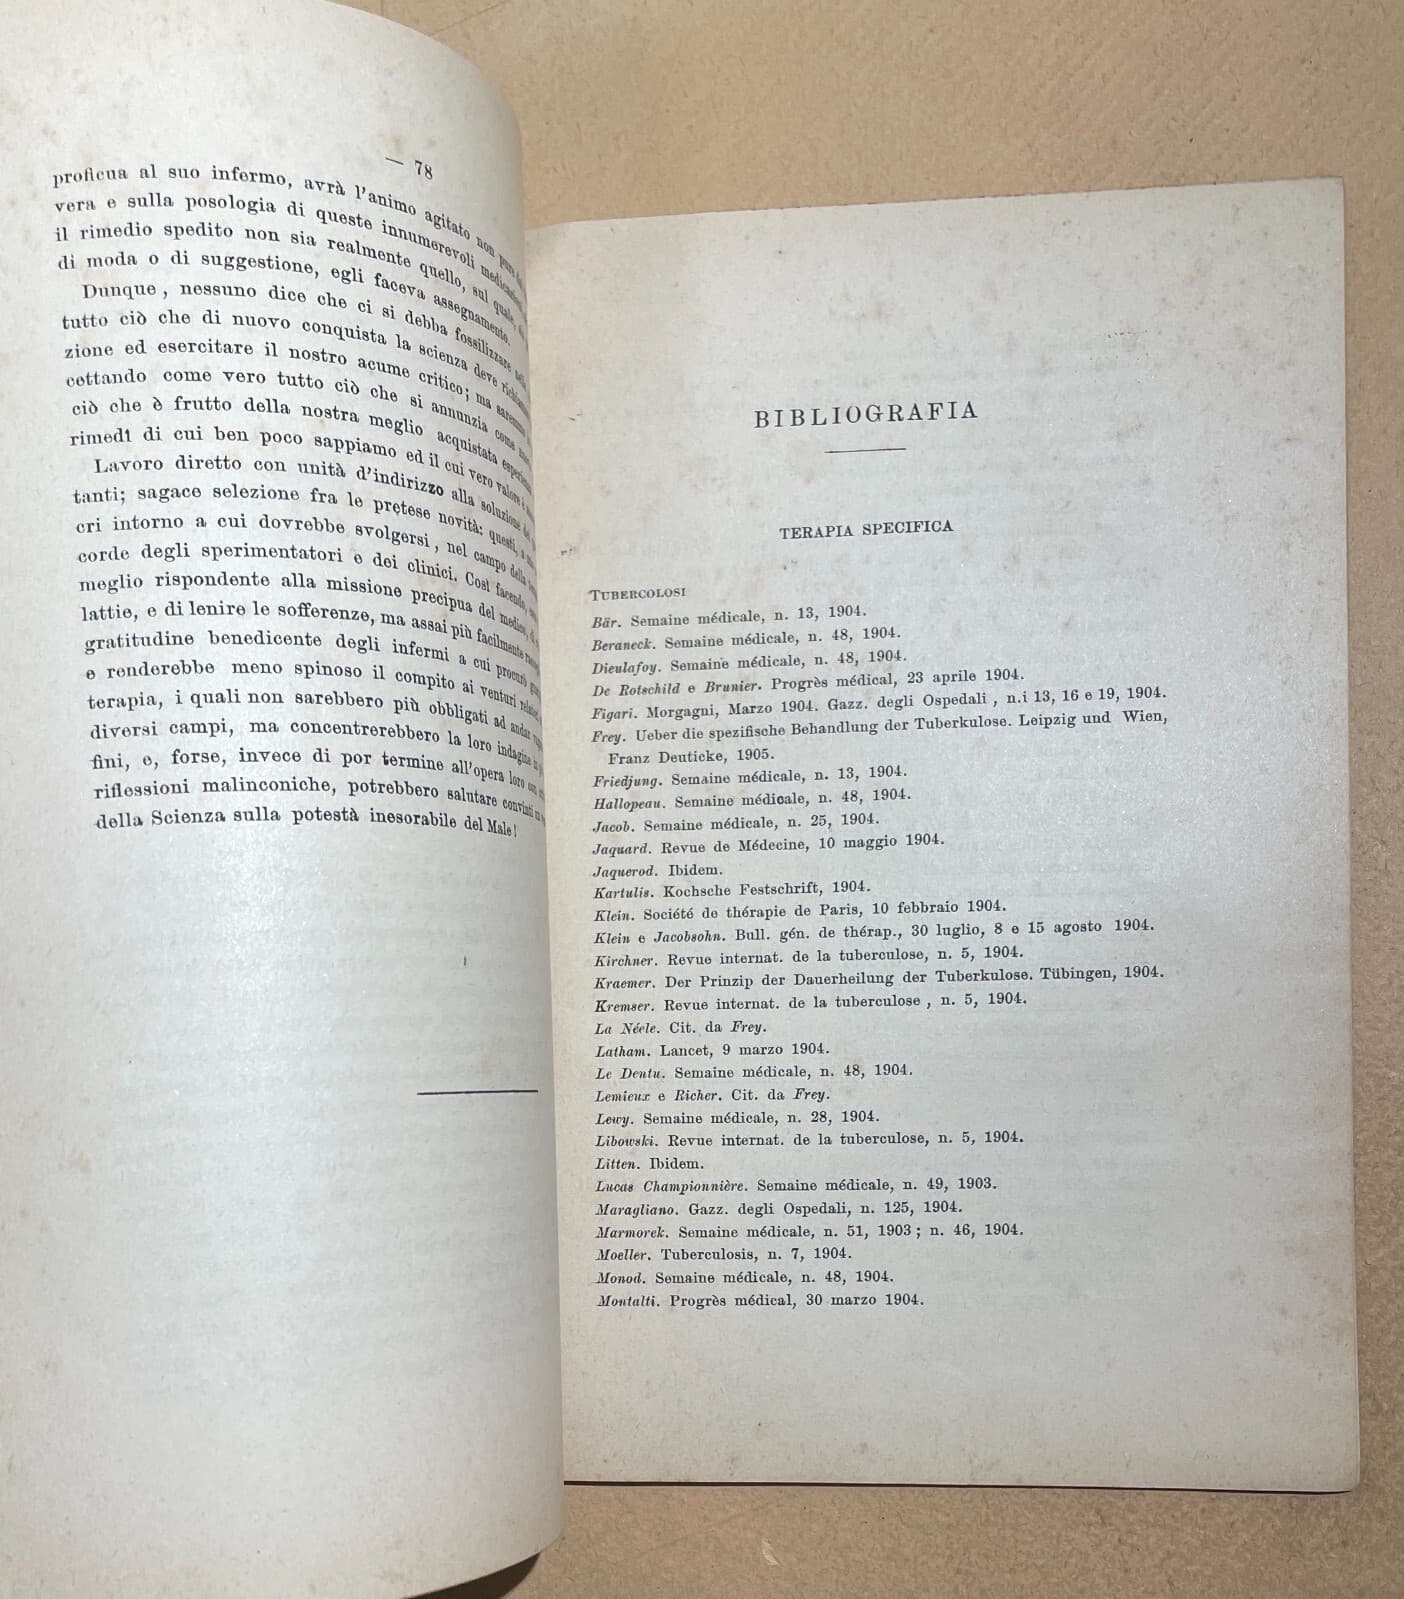 — 78
proficua al suo infermo, avrà l'animo agitato non pure
vera e sulla posologia di queste innumerevoli
il rimedio spedito non sia realmente quello, sul quale,
di moda o di suggestione, egli faceva assegnamento.
Dunque, nessuno dice che ci si debba fossilizzare
tutto ciò che di nuovo conquista la scienza deve
zione ed esercitare il nostro acume critico; ma saremmo
cettando come vero tutto ciò che si annunzia come
ciò che è frutto della nostra meglio acquistata
rimedî di cui ben poco sappiamo ed il cui vero valore
Lavoro diretto con unità d'indirizzo alla soluzione
tanti; sagace selezione fra le pretese novità: questi,
cri intorno a cui dovrebbe svolgersi, nel campo della
corde degli sperimentatori e dei clinici. Così facendo,
meglio rispondente alla missione precipua del medico,
lattie, e di lenire le sofferenze, ma assai più facilmente
gratitudine benedicente degli infermi a cui procurò
e renderebbe meno spinoso il compito ai venturi
terapia, i quali non sarebbero più obbligati ad andar
diversi campi, ma concentrerebbero la loro indagine in
fini, e, forse, invece di por termine all'opera loro con
riflessioni malinconiche, potrebbero salutare convinti
della Scienza sulla potestà inesorabile del Male!
BIBLIOGRAFIA
TERAPIA SPECIFICA
TUBERCOLOSI
Bär. Semaine médicale, n. 13, 1904.
Beraneck. Semaine médicale, n. 48, 1904.
Dieulafoy. Semaine médicale, n. 48, 1904.
De Rotschild e Brunier. Progrès médical, 23 aprile 1904.
Figari. Morgagni, Marzo 1904. Gazz. degli Ospedali, n.i 13, 16 e 19, 1904.
Frey. Ueber die spezifische Behandlung der Tuberkulose. Leipzig und Wien,
Franz Deuticke, 1905.
Friedjung. Semaine médicale, n. 13, 1904.
Hallopeau. Semaine médicale, n. 48, 1904.
Jacob. Semaine médicale, n. 25, 1904.
Jaquard. Revue de Médecine, 10 maggio 1904.
Jaquerod. Ibidem.
Kartulis. Kochsche Festschrift, 1904.
Klein. Société de thérapie de Paris, 10 febbraio 1904.
Klein e Jacobsohn. Bull. gén. de thérap., 30 luglio, 8 e 15 agosto 1904.
Kirchner. Revue internat. de la tuberculose, n. 5, 1904.
Kraemer. Der Prinzip der Dauerheilung der Tuberkulose. Tübingen, 1904.
Kremser. Revue internat. de la tuberculose, n. 5, 1904.
La Néele. Cit. da Frey.
Latham. Lancet, 9 marzo 1904.
Le Dentu. Semaine médicale, n. 48, 1904.
Lemieux e Richer. Cit. da Frey.
Lewy. Semaine médicale, n. 28, 1904.
Libowski. Revue internat. de la tuberculose, n. 5, 1904.
Litten. Ibidem.
Lucas Championnière. Semaine médicale, n. 49, 1903.
Maragliano. Gazz. degli Ospedali, n. 125, 1904.
Marmorek. Semaine médicale, n. 51, 1903; n. 46, 1904.
Moeller. Tuberculosis, n. 7, 1904.
Monod. Semaine médicale, n. 48, 1904.
Montalti. Progrès médical, 30 marzo 1904.